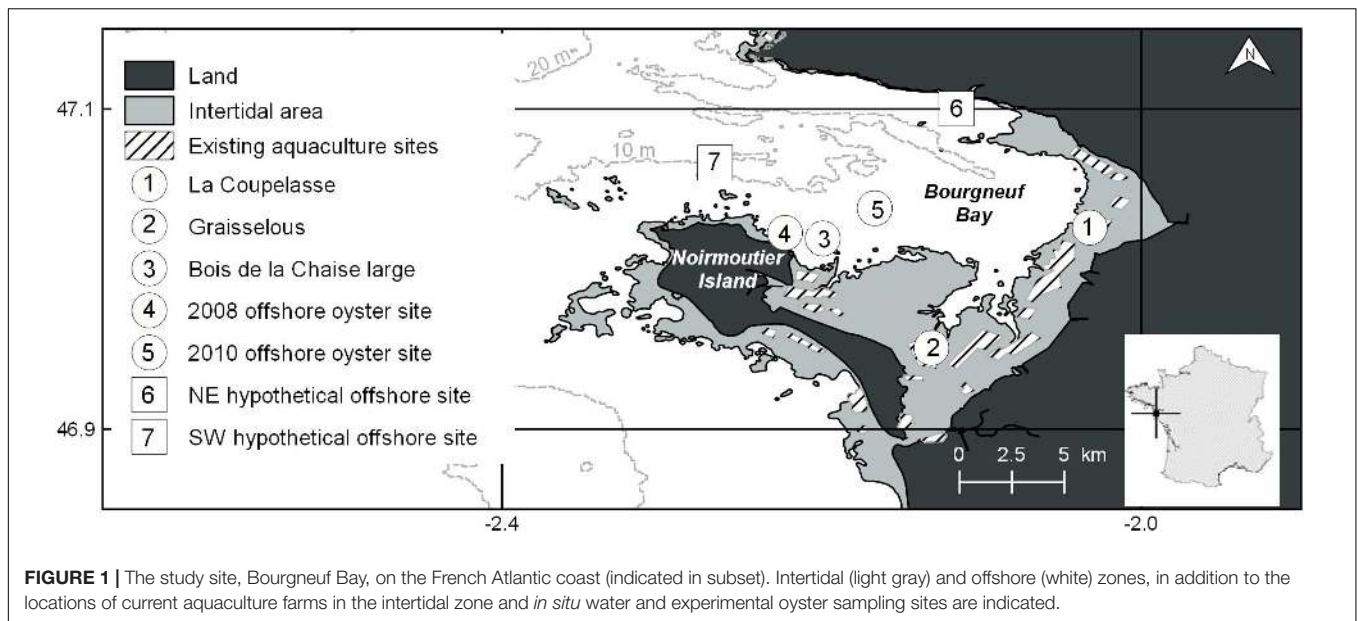 Land
Intertidal area
Existing aquaculture sites
1 La Coupelasse
2 Graisselous
3 Bois de la Chaise large
4 2008 offshore oyster site
5 2010 offshore oyster site
6 NE hypothetical offshore site
7 SW hypothetical offshore site
47.1
46.9
-2.4
-2.0
20 m
10 m
N
6
7
5
Bourgneuf
Bay
1
4
3
Noirmoutier
Island
2
0 2.5 5 km
FIGURE 1 | The study site, Bourgneuf Bay, on the French Atlantic coast (indicated in subset). Intertidal (light gray) and offshore (white) zones, in addition to the
locations of current aquaculture farms in the intertidal zone and in situ water and experimental oyster sampling sites are indicated.